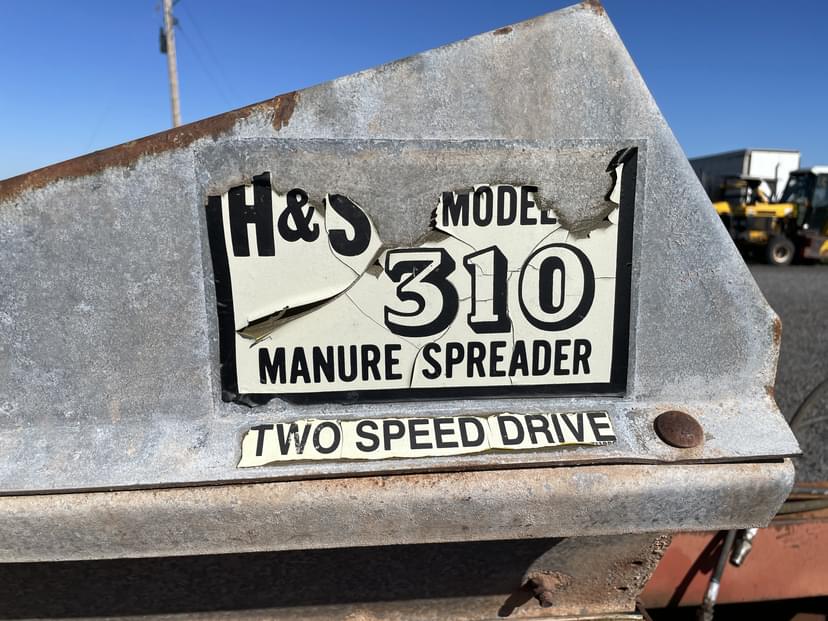 H&S MODEL
310
MANURE SPREADER
TWO SPEED DRIVE